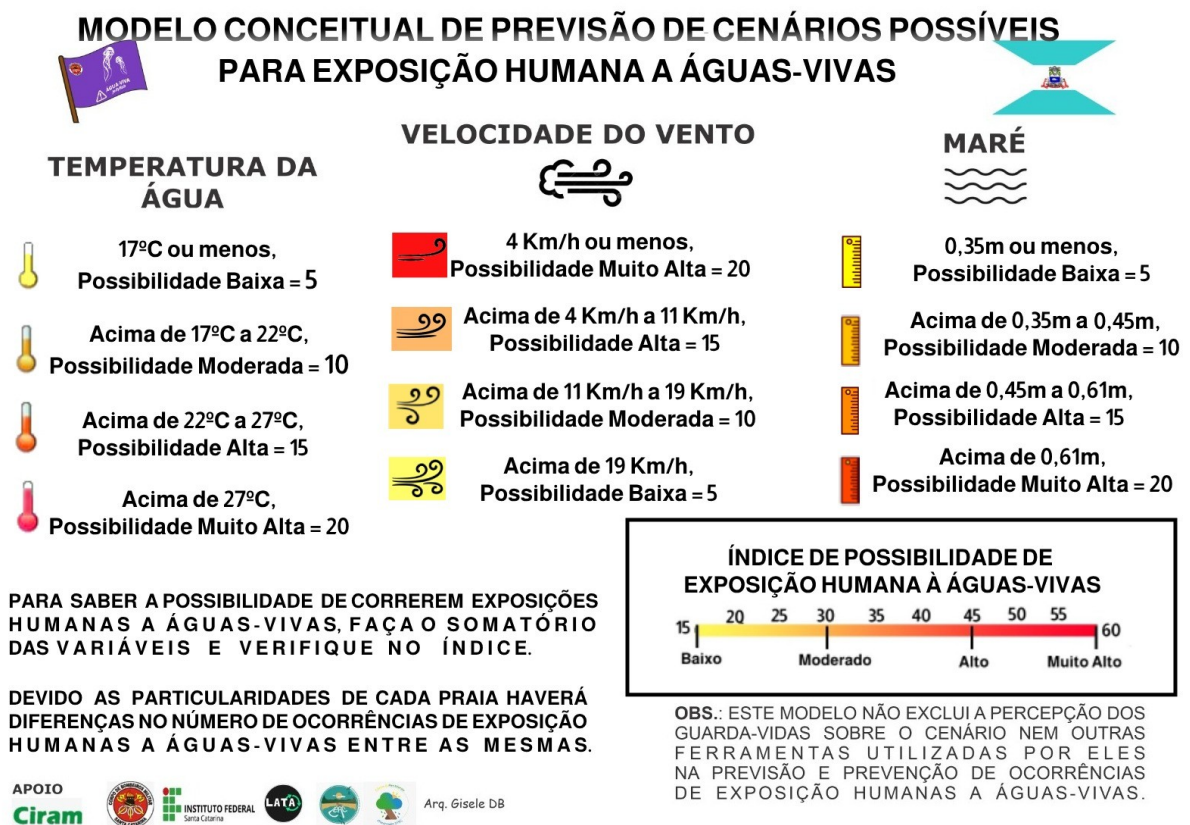 MODELO CONCEITUAL DE PREVISÃO DE CENÁRIOS POSSÍVEIS
PARA EXPOSIÇÃO HUMANA A ÁGUAS-VIVAS
ÁGUA-VIVA
TEMPERATURA DA
ÁGUA
17ºC ou menos,
Possibilidade Baixa = 5
Acima de 17ºC a 22ºC,
Possibilidade Moderada = 10
Acima de 22ºC a 27ºC,
Possibilidade Alta = 15
Acima de 27ºC,
Possibilidade Muito Alta = 20
VELOCIDADE DO VENTO
4 Km/h ou menos,
Possibilidade Muito Alta = 20
Acima de 4 Km/h a 11 Km/h,
Possibilidade Alta = 15
Acima de 11 Km/h a 19 Km/h,
Possibilidade Moderada = 10
Acima de 19 Km/h,
Possibilidade Baixa = 5
MARÉ
0,35m ou menos,
Possibilidade Baixa = 5
Acima de 0,35m a 0,45m,
Possibilidade Moderada = 10
Acima de 0,45m a 0,61m,
Possibilidade Alta = 15
Acima de 0,61m,
Possibilidade Muito Alta = 20
PARA SABER A POSSIBILIDADE DE CORREREM EXPOSIÇÕES
HUMANAS A ÁGUAS-VIVAS, FAÇA O SOMATÓRIO
DAS VARIÁVEIS E VERIFIQUE NO ÍNDICE.
DEVIDO AS PARTICULARIDADES DE CADA PRAIA HAVERÁ
DIFERENÇAS NO NÚMERO DE OCORRÊNCIAS DE EXPOSIÇÃO
HUMANAS A ÁGUAS-VIVAS ENTRE AS MESMAS.
ÍNDICE DE POSSIBILIDADE DE
EXPOSIÇÃO HUMANA À ÁGUAS-VIVAS
15 20 25 30 35 40 45 50 55 60
Baixo Moderado Alto Muito Alto
OBS.: ESTE MODELO NÃO EXCLUI A PERCEPÇÃO DOS
GUARDA-VIDAS SOBRE O CENÁRIO NEM OUTRAS
FERRAMENTAS UTILIZADAS POR ELES
NA PREVISÃO E PREVENÇÃO DE OCORRÊNCIAS
DE EXPOSIÇÃO HUMANAS A ÁGUAS-VIVAS.
APOIO
Ciram
INSTITUTO FEDERAL
Santa Catarina
LATA
Arq. Gisele DB